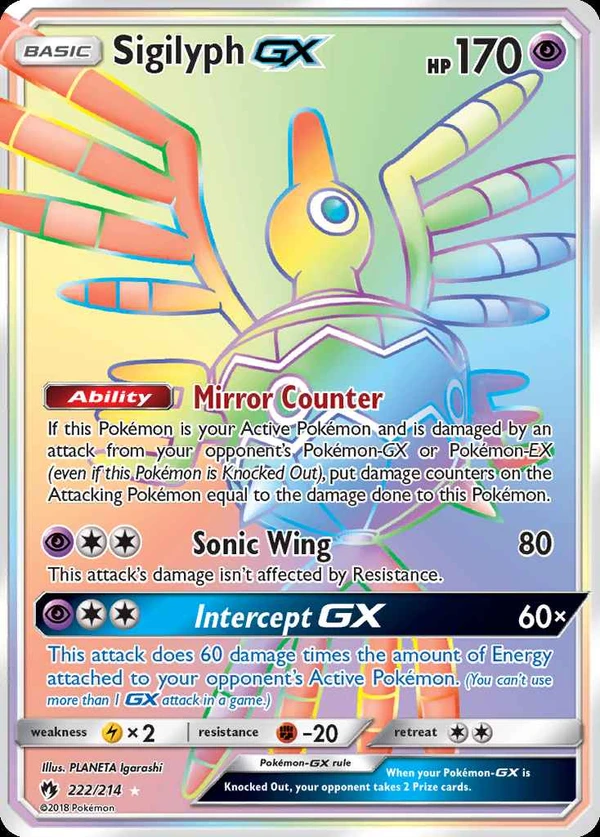 BASIC Sigilyph GX HP 170
Ability Mirror Counter
If this Pokémon is your Active Pokémon and is damaged by an
attack from your opponent's Pokémon-GX or Pokémon-EX
(even if this Pokémon is Knocked Out), put damage counters on the
Attacking Pokémon equal to the damage done to this Pokémon.
Sonic Wing 80
This attack's damage isn't affected by Resistance.
Intercept GX 60×
This attack does 60 damage times the amount of Energy
attached to your opponent's Active Pokémon. (You can't use
more than 1 GX attack in a game.)
weakness ×2 resistance -20 retreat
Illus. PLANETA Igarashi
Pokémon-GX rule
When your Pokémon-GX is
Knocked Out, your opponent takes 2 Prize cards.
222/214
©2018 Pokémon